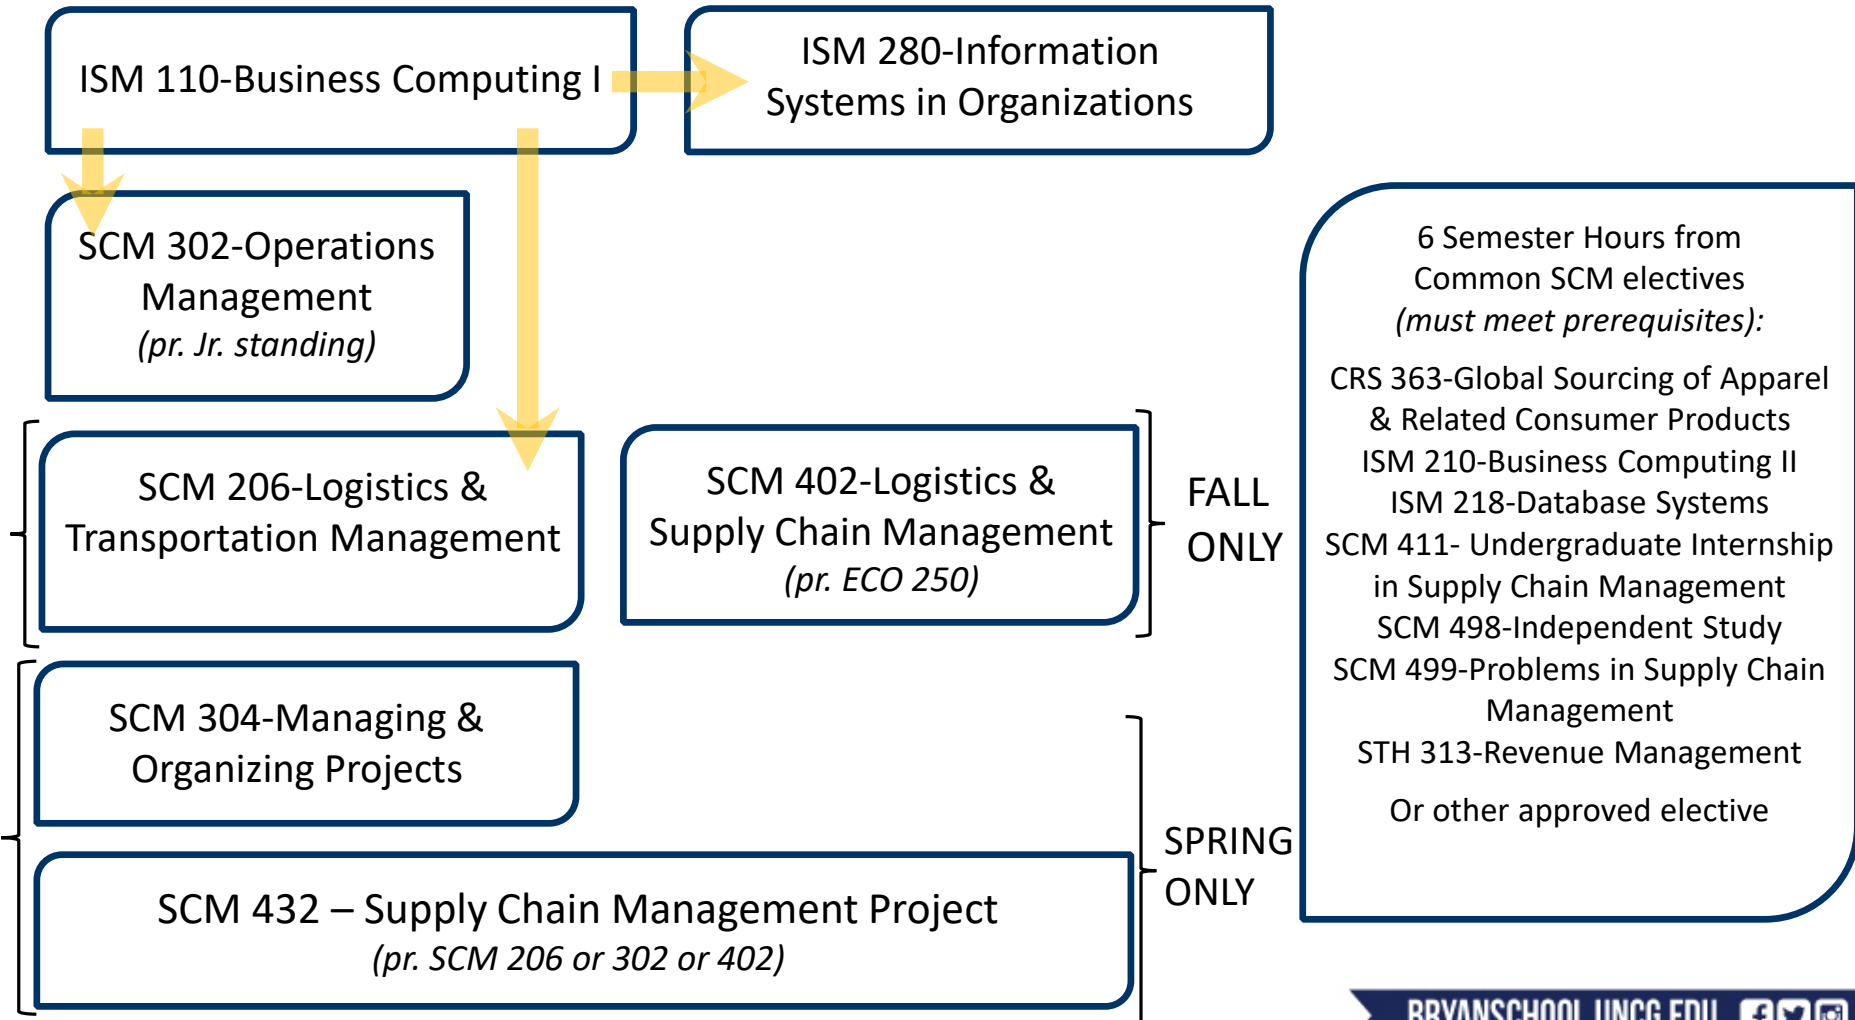 ISM 110-Business Computing I
ISM 280-Information
Systems in Organizations
SCM 302-Operations
Management
(pr. Jr. standing)
SCM 206-Logistics &
Transportation Management
SCM 402-Logistics &
Supply Chain Management
(pr. ECO 250)
FALL
ONLY
SCM 304-Managing &
Organizing Projects
SCM 432 – Supply Chain Management Project
(pr. SCM 206 or 302 or 402)
SPRING
ONLY
6 Semester Hours from
Common SCM electives
(must meet prerequisites):
CRS 363-Global Sourcing of Apparel
& Related Consumer Products
ISM 210-Business Computing II
ISM 218-Database Systems
SCM 411- Undergraduate Internship
in Supply Chain Management
SCM 498-Independent Study
SCM 499-Problems in Supply Chain
Management
STH 313-Revenue Management
Or other approved elective
BRYANSCHOOL.UNCG.EDU